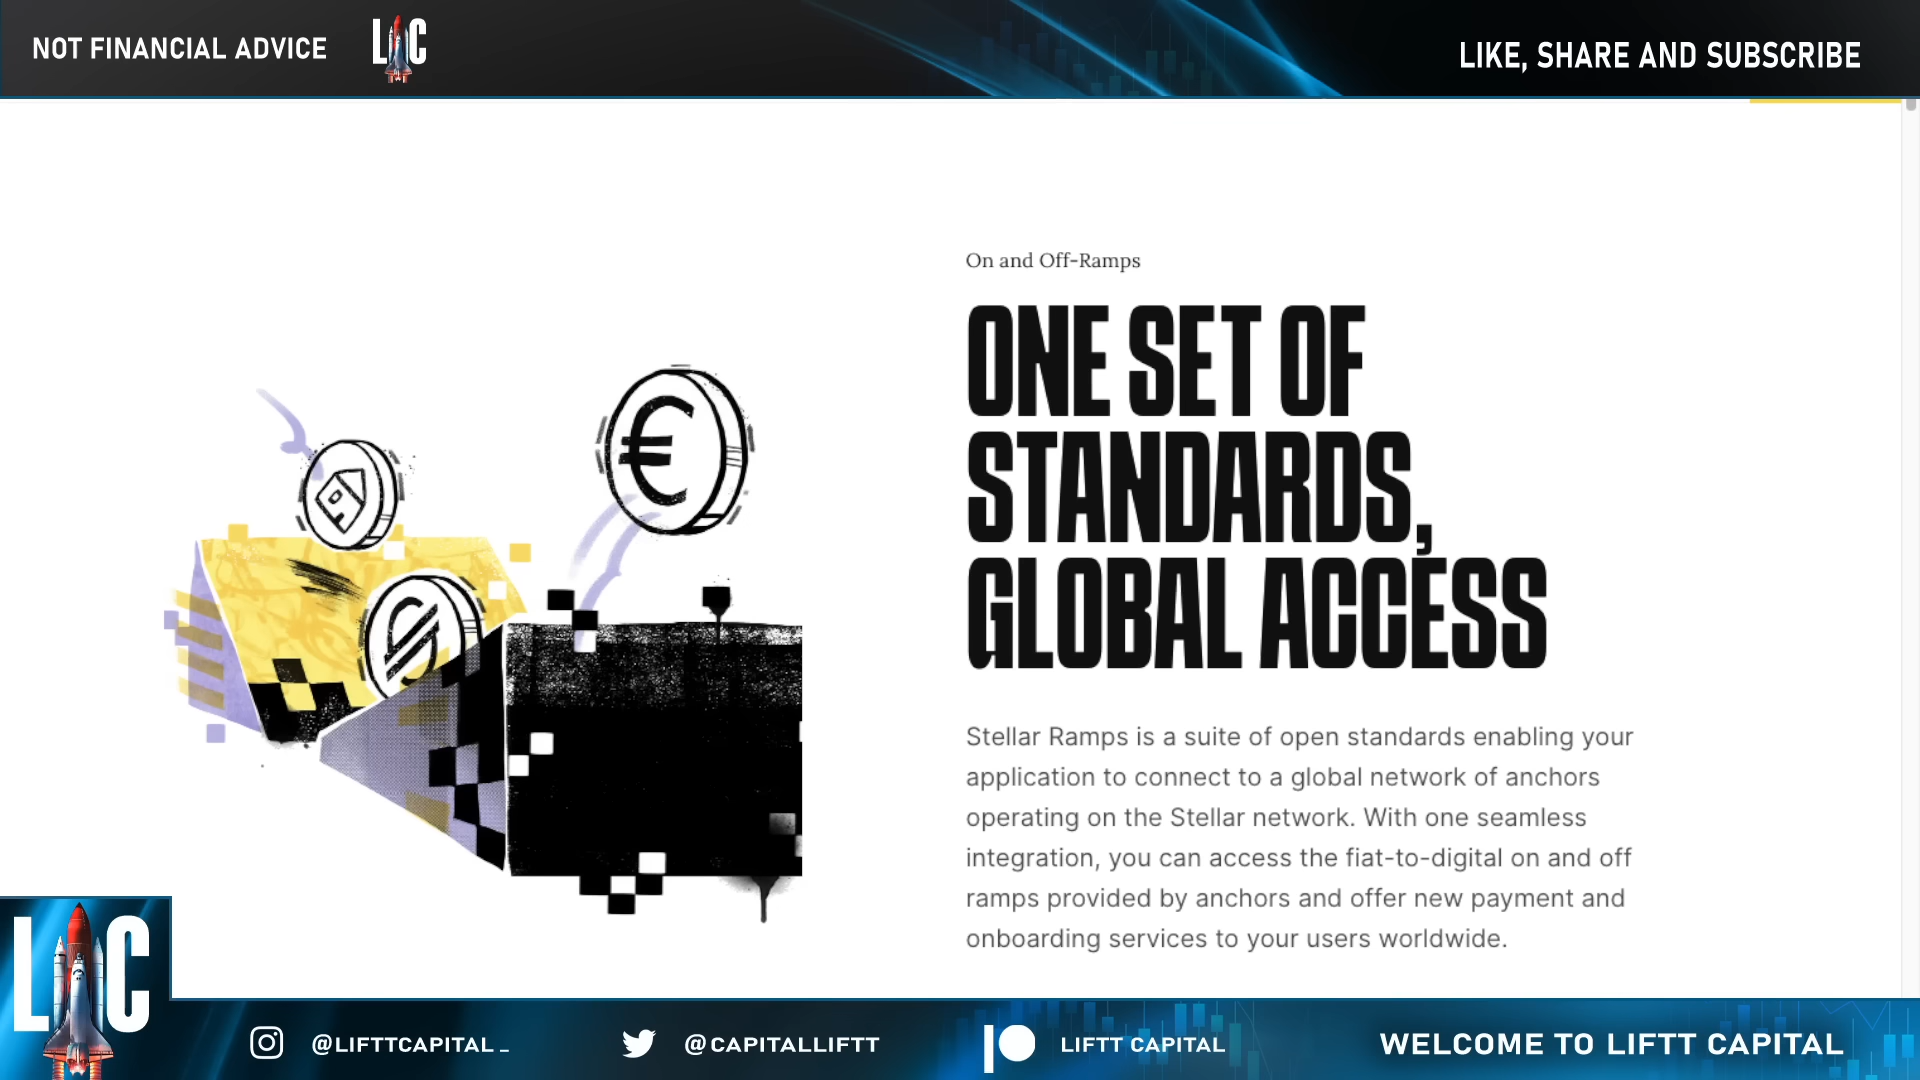 NOT FINANCIAL ADVICE
LC
LIKE, SHARE AND SUBSCRIBE
On and Off-Ramps
ONE SET OF
STANDARDS,
GLOBAL ACCESS
Stellar Ramps is a suite of open standards enabling your
application to connect to a global network of anchors
operating on the Stellar network. With one seamless
integration, you can access the fiat-to-digital on and off
ramps provided by anchors and offer new payment and
onboarding services to your users worldwide.
€
LC
@LIFTTCAPITAL_
@CAPITALLIFTT
LIFTT CAPITAL
WELCOME TO LIFTT CAPITAL